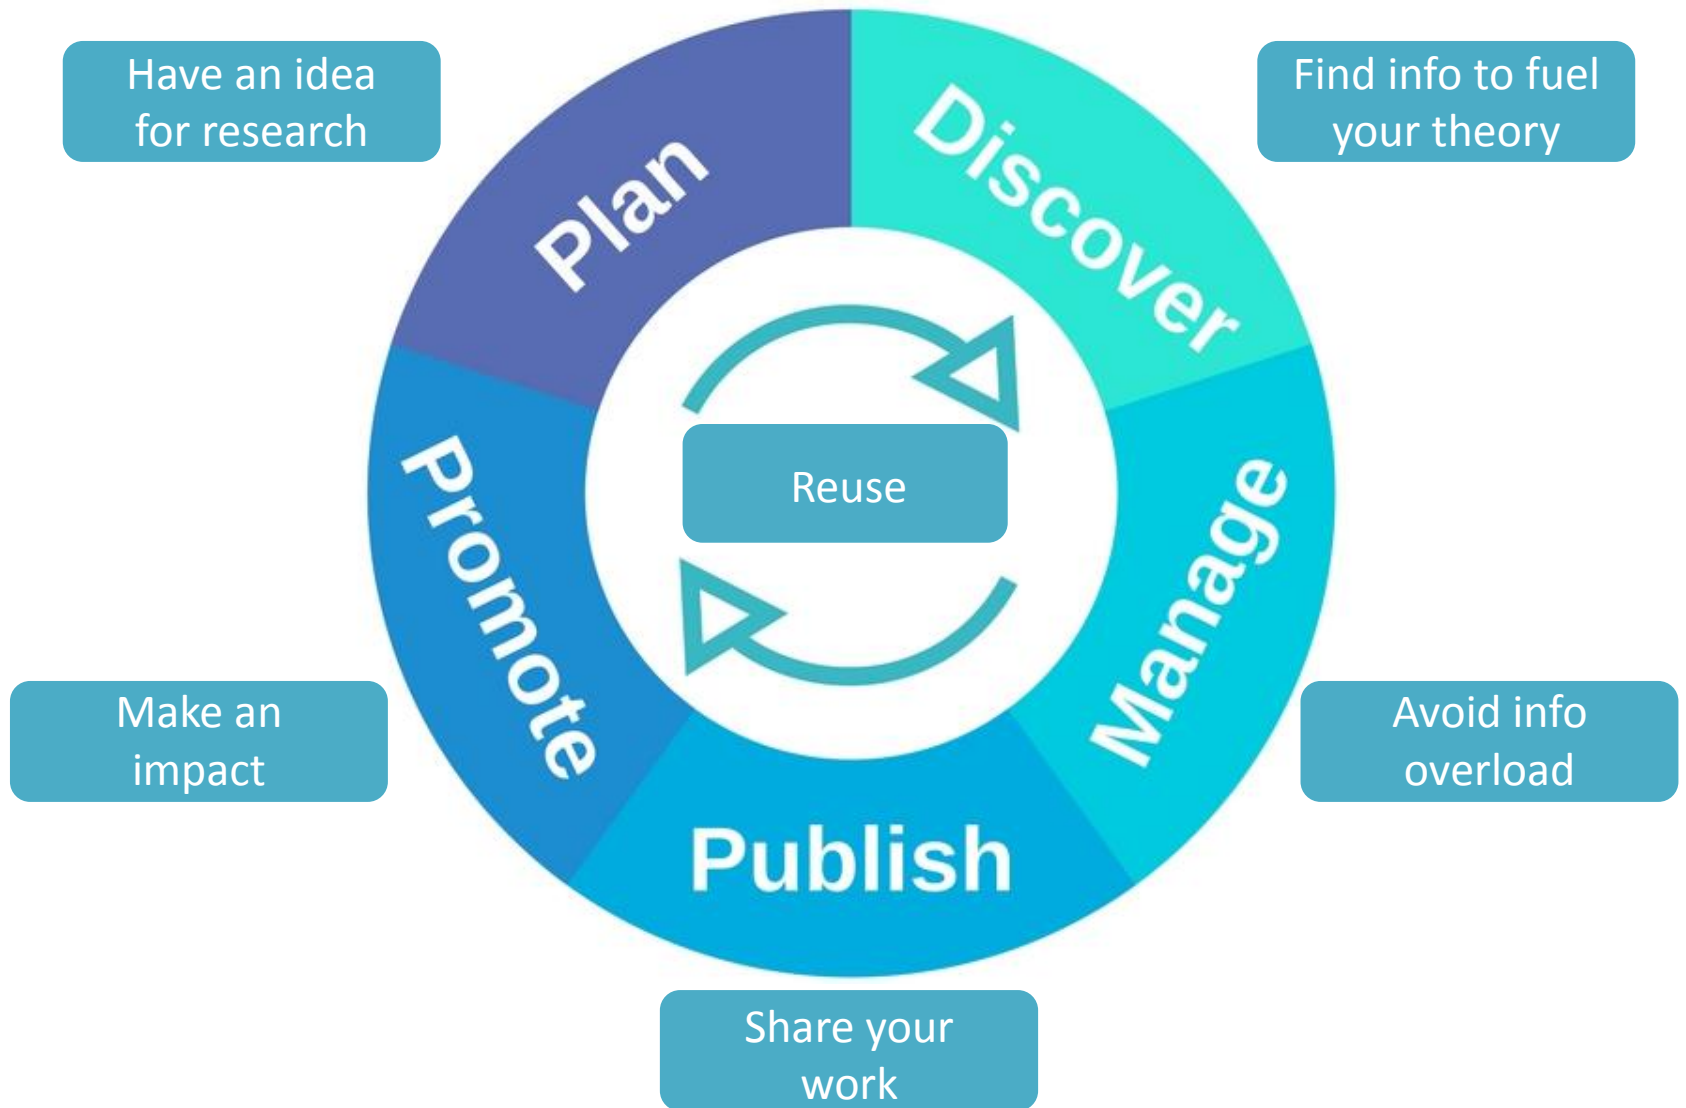 Have an idea
for research
Find info to fuel
your theory
Plan
Discover
Reuse
Promote
Manage
Make an
impact
Avoid info
overload
Publish
Share your
work